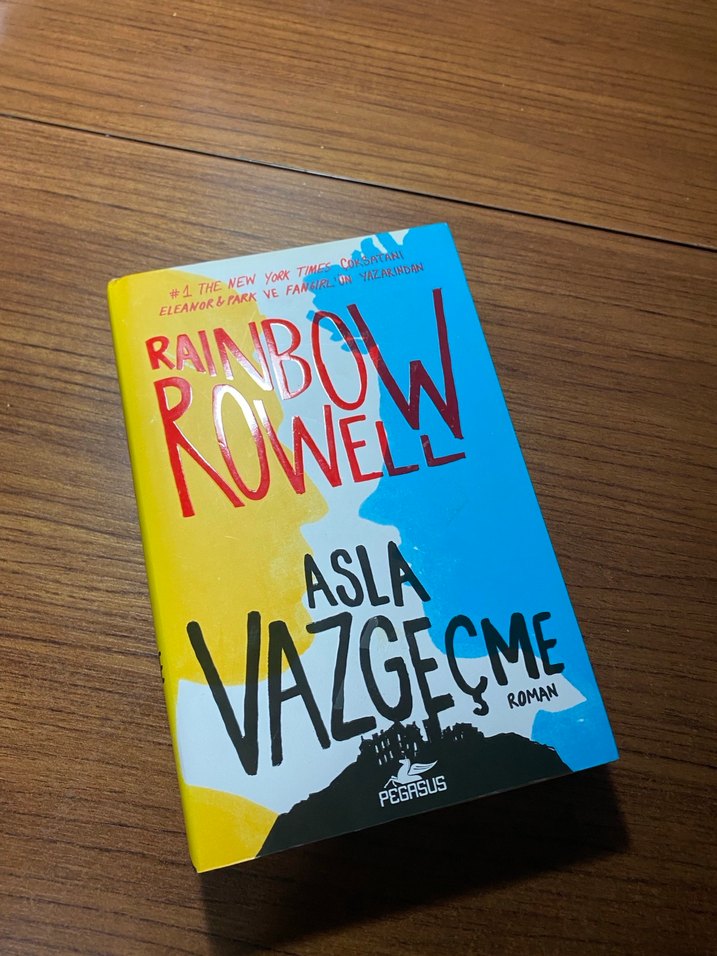 #1 THE NEW YORK TIMES ÇOKSATANI
ELEANOR & PARK VE FANGIRL'ÜN YAZARINDAN
RAINBOW
ROWELL
ASLA
VAZGEÇME
ROMAN
PEGASUS